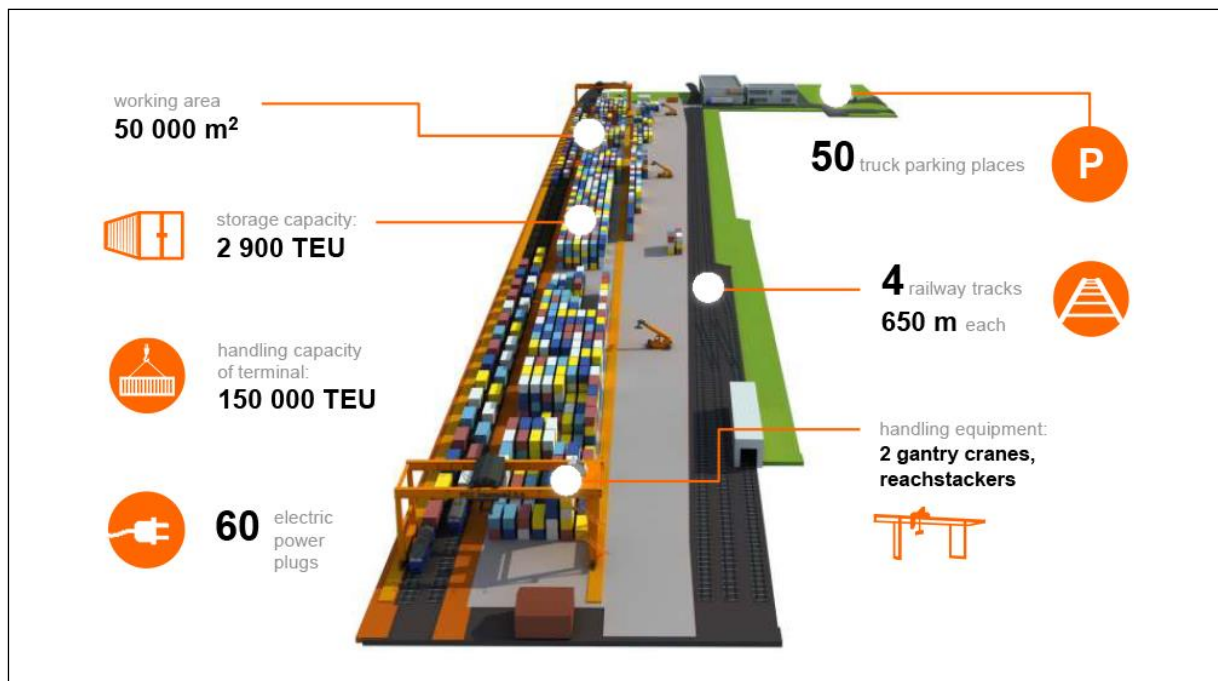 working area
50 000 m²
storage capacity:
2 900 TEU
handling capacity
of terminal:
150 000 TEU
60 electric
power
plugs
50 truck parking places
P
4 railway tracks
650 m each
handling equipment:
2 gantry cranes,
reachstackers